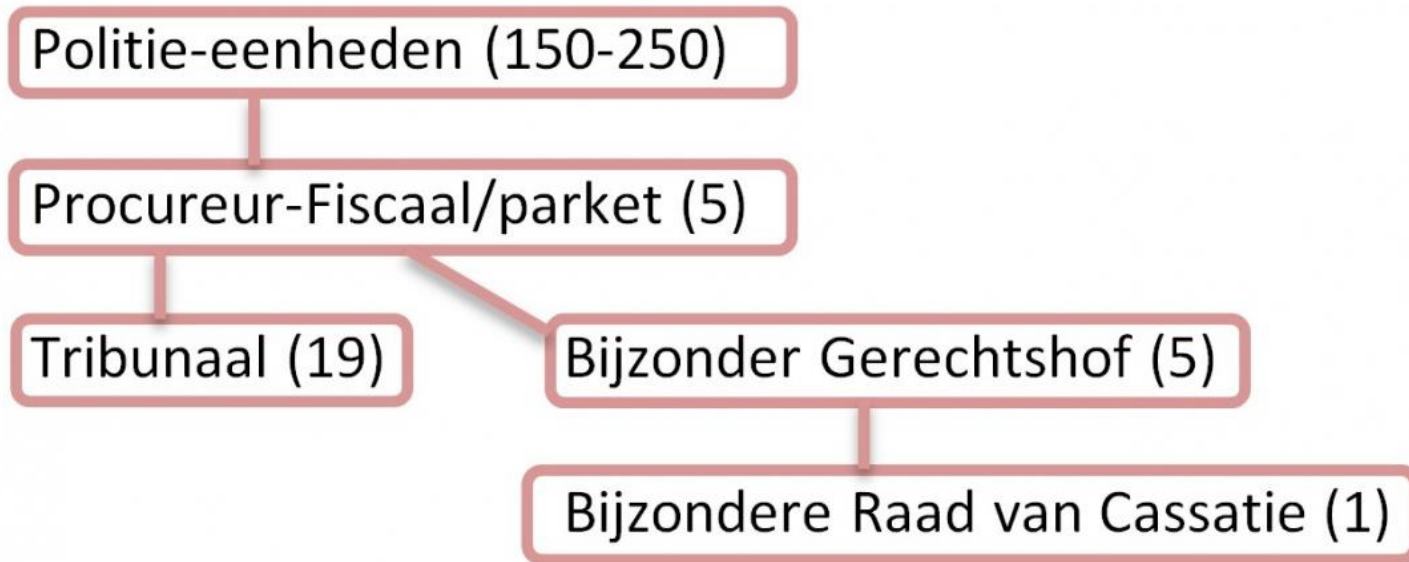 Politie-eenheden (150-250)
Procureur-Fiscaal/parket (5)
Tribunaal (19)
Bijzonder Gerechtshof (5)
Bijzondere Raad van Cassatie (1)